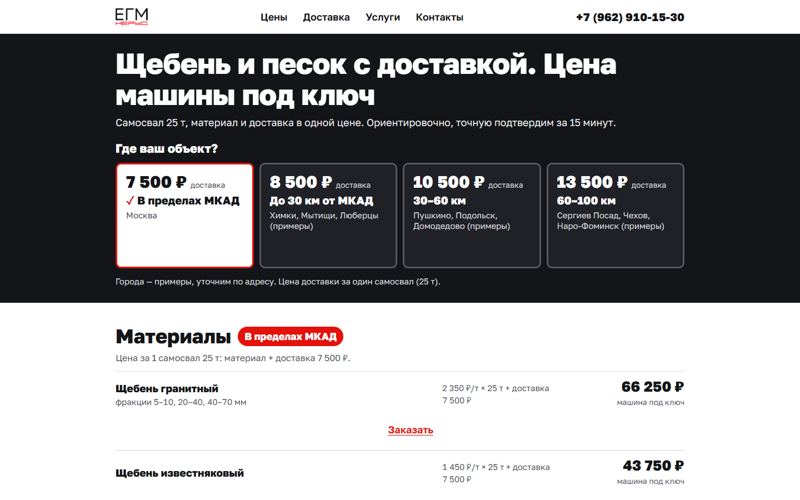 ЕГМ
НЕРУС
Цены Доставка Услуги Контакты
+7 (962) 910-15-30
Щебень и песок с доставкой. Цена
машины под ключ
Самосвал 25 т, материал и доставка в одной цене. Ориентировочно, точную подтвердим за 15 минут.
Где ваш объект?
7 500 ₽ доставка
✓ В пределах МКАД
Москва
8 500 ₽ доставка
До 30 км от МКАД
Химки, Мытищи, Люберцы
(примеры)
10 500 ₽ доставка
30–60 км
Пушкино, Подольск,
Домодедово (примеры)
13 500 ₽ доставка
60–100 км
Сергиев Посад, Чехов,
Наро-Фоминск (примеры)
Города — примеры, уточним по адресу. Цена доставки за один самосвал (25 т).
Материалы В пределах МКАД
Цена за 1 самосвал 25 т: материал + доставка 7 500 ₽.
Щебень гранитный
фракции 5–10, 20–40, 40–70 мм
2 350 ₽/т × 25 т + доставка
7 500 ₽
66 250 ₽
машина под ключ
Заказать
Щебень известняковый
1 450 ₽/т × 25 т + доставка
7 500 ₽
43 750 ₽
машина под ключ